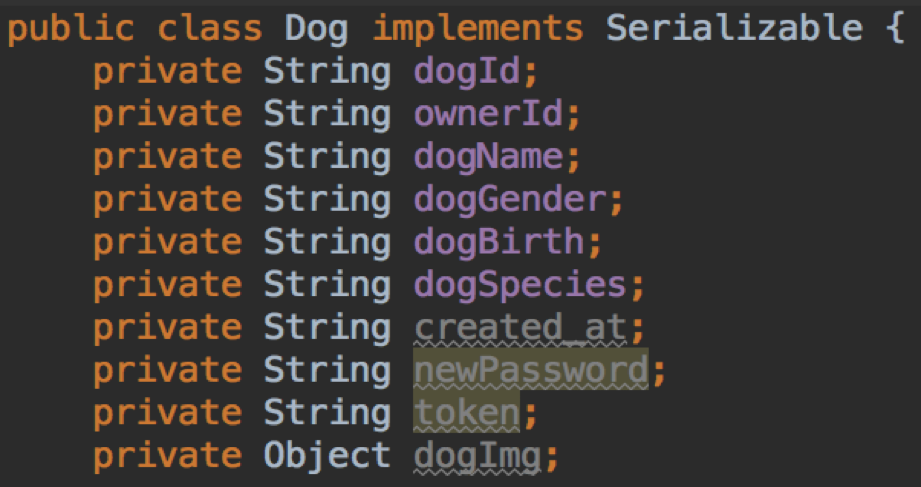 public class Dog implements Serializable {
    private String dogId;
    private String ownerId;
    private String dogName;
    private String dogGender;
    private String dogBirth;
    private String dogSpecies;
    private String created_at;
    private String newPassword;
    private String token;
    private Object dogImg;